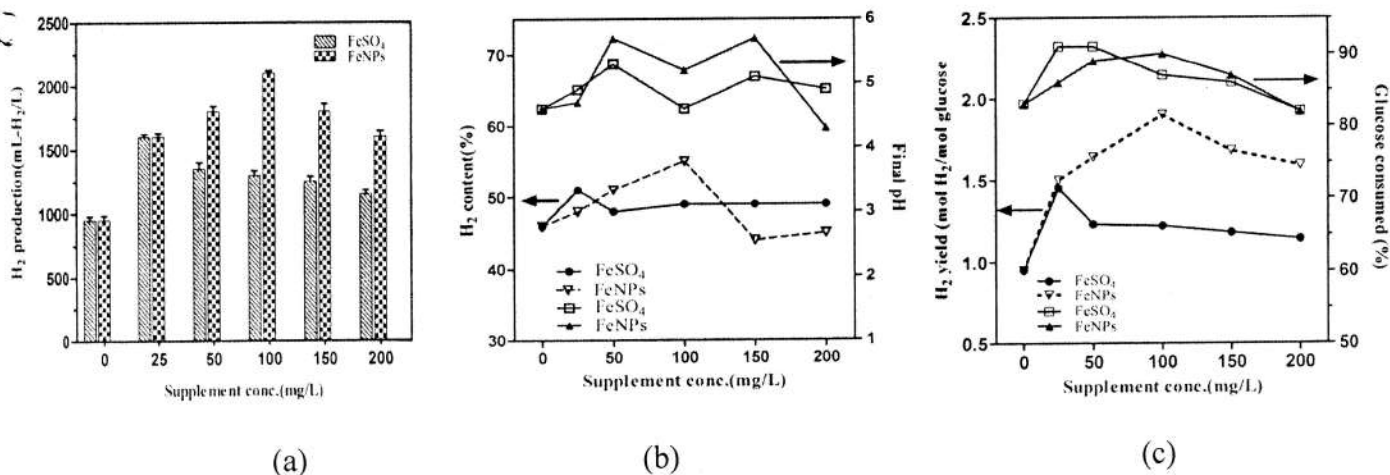 2500
2000
1500
1000
500
0
H₂ production(mL-H₂/L)
FeSO₄
FeNPs
0 25 50 100 150 200
Supplement conc.(mg/L)
(a)
70
60
50
40
30
H₂ content(%)
6
5
4
3
2
1
Final pH
FeSO₄
FeNPs
FeSO₄
FeNPs
0 50 100 150 200
Supplement conc.(mg/L)
(b)
2.5
2.0
1.5
1.0
0.5
H₂ yield (mol H₂/mol glucose
90
80
70
60
50
Glucose consumed (%)
FeSO₄
FeNPs
FeSO₄
FeNPs
0 50 100 150 200
Supplement conc.(mg/L)
(c)